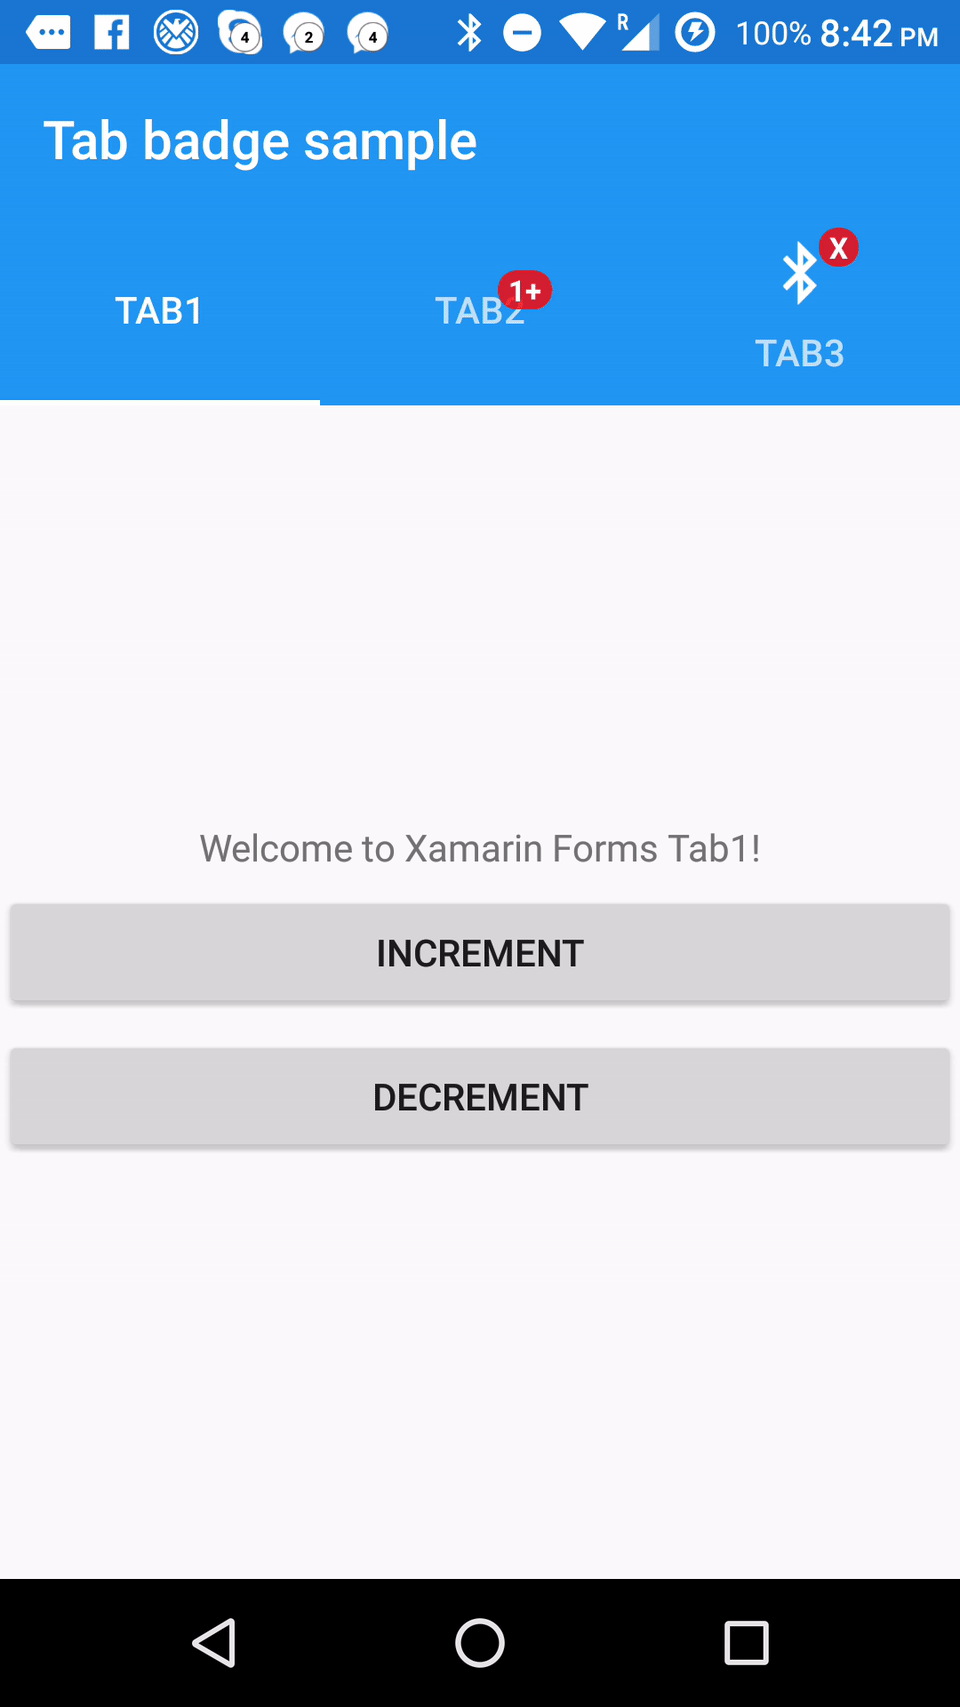 4 2 4 R 100% 8:42 PM
Tab badge sample
X
1+
TAB1 TAB2
TAB3
Welcome to Xamarin Forms Tab1!
INCREMENT
DECREMENT